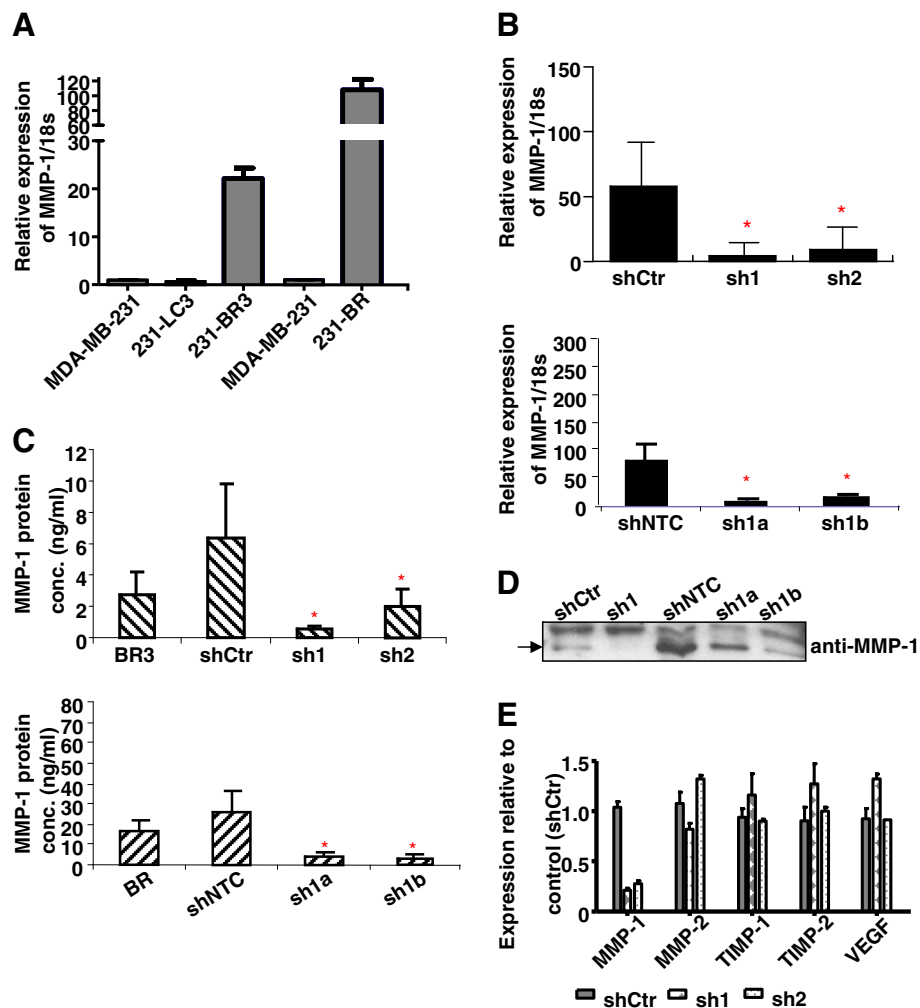 A
Relative expression
of MMP-1/18s
120
100
80
60
30
20
10
0
MDA-MB-231
231-LC3
231-BR3
MDA-MB-231
231-BR
B
Relative expression
of MMP-1/18s
150
100
50
0
*
*
shCtr sh1 sh2
Relative expression
of MMP-1/18s
300
250
200
150
100
50
0
*
*
shNTC sh1a sh1b
C
MMP-1 protein
conc. (ng/ml)
12
10
8
6
4
2
0
*
*
BR3 shCtr sh1 sh2
MMP-1 protein
conc. (ng/ml)
80
70
60
50
40
30
20
10
0
*
*
BR shNTC sh1a sh1b
D
shCtr sh1 shNTC sh1a sh1b
anti-MMP-1
E
Expression relative to
control (shCtr)
1.5
1.0
0.5
0
MMP-1
MMP-2
TIMP-1
TIMP-2
VEGF
shCtr sh1 sh2